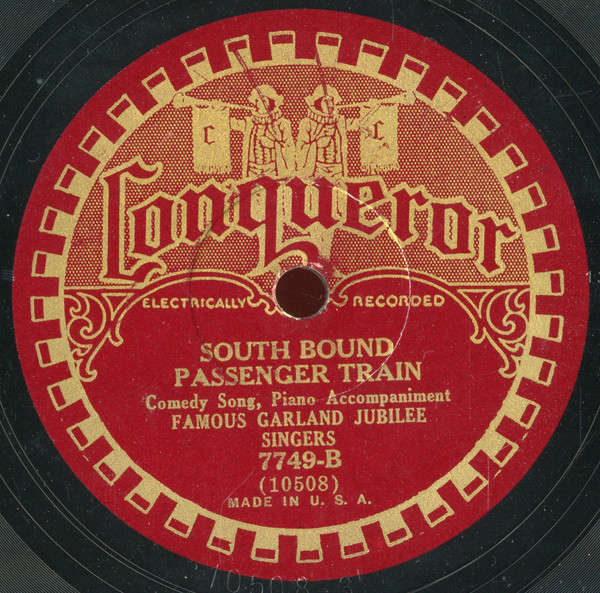 C C
Conqueror
ELECTRICALLY RECORDED
SOUTH BOUND
PASSENGER TRAIN
Comedy Song, Piano Accompaniment
FAMOUS GARLAND JUBILEE
SINGERS
7749-B
(10508)
MADE IN U. S. A.